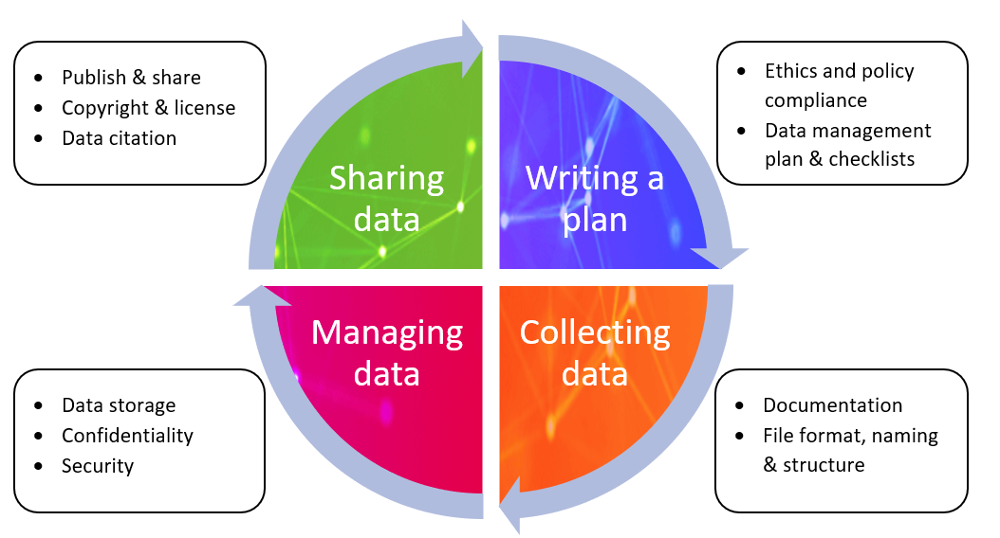 • Publish & share
• Copyright & license
• Data citation
Sharing
data
Writing a
plan
• Ethics and policy
compliance
• Data management
plan & checklists
Managing
data
Collecting
data
• Data storage
• Confidentiality
• Security
• Documentation
• File format, naming
& structure